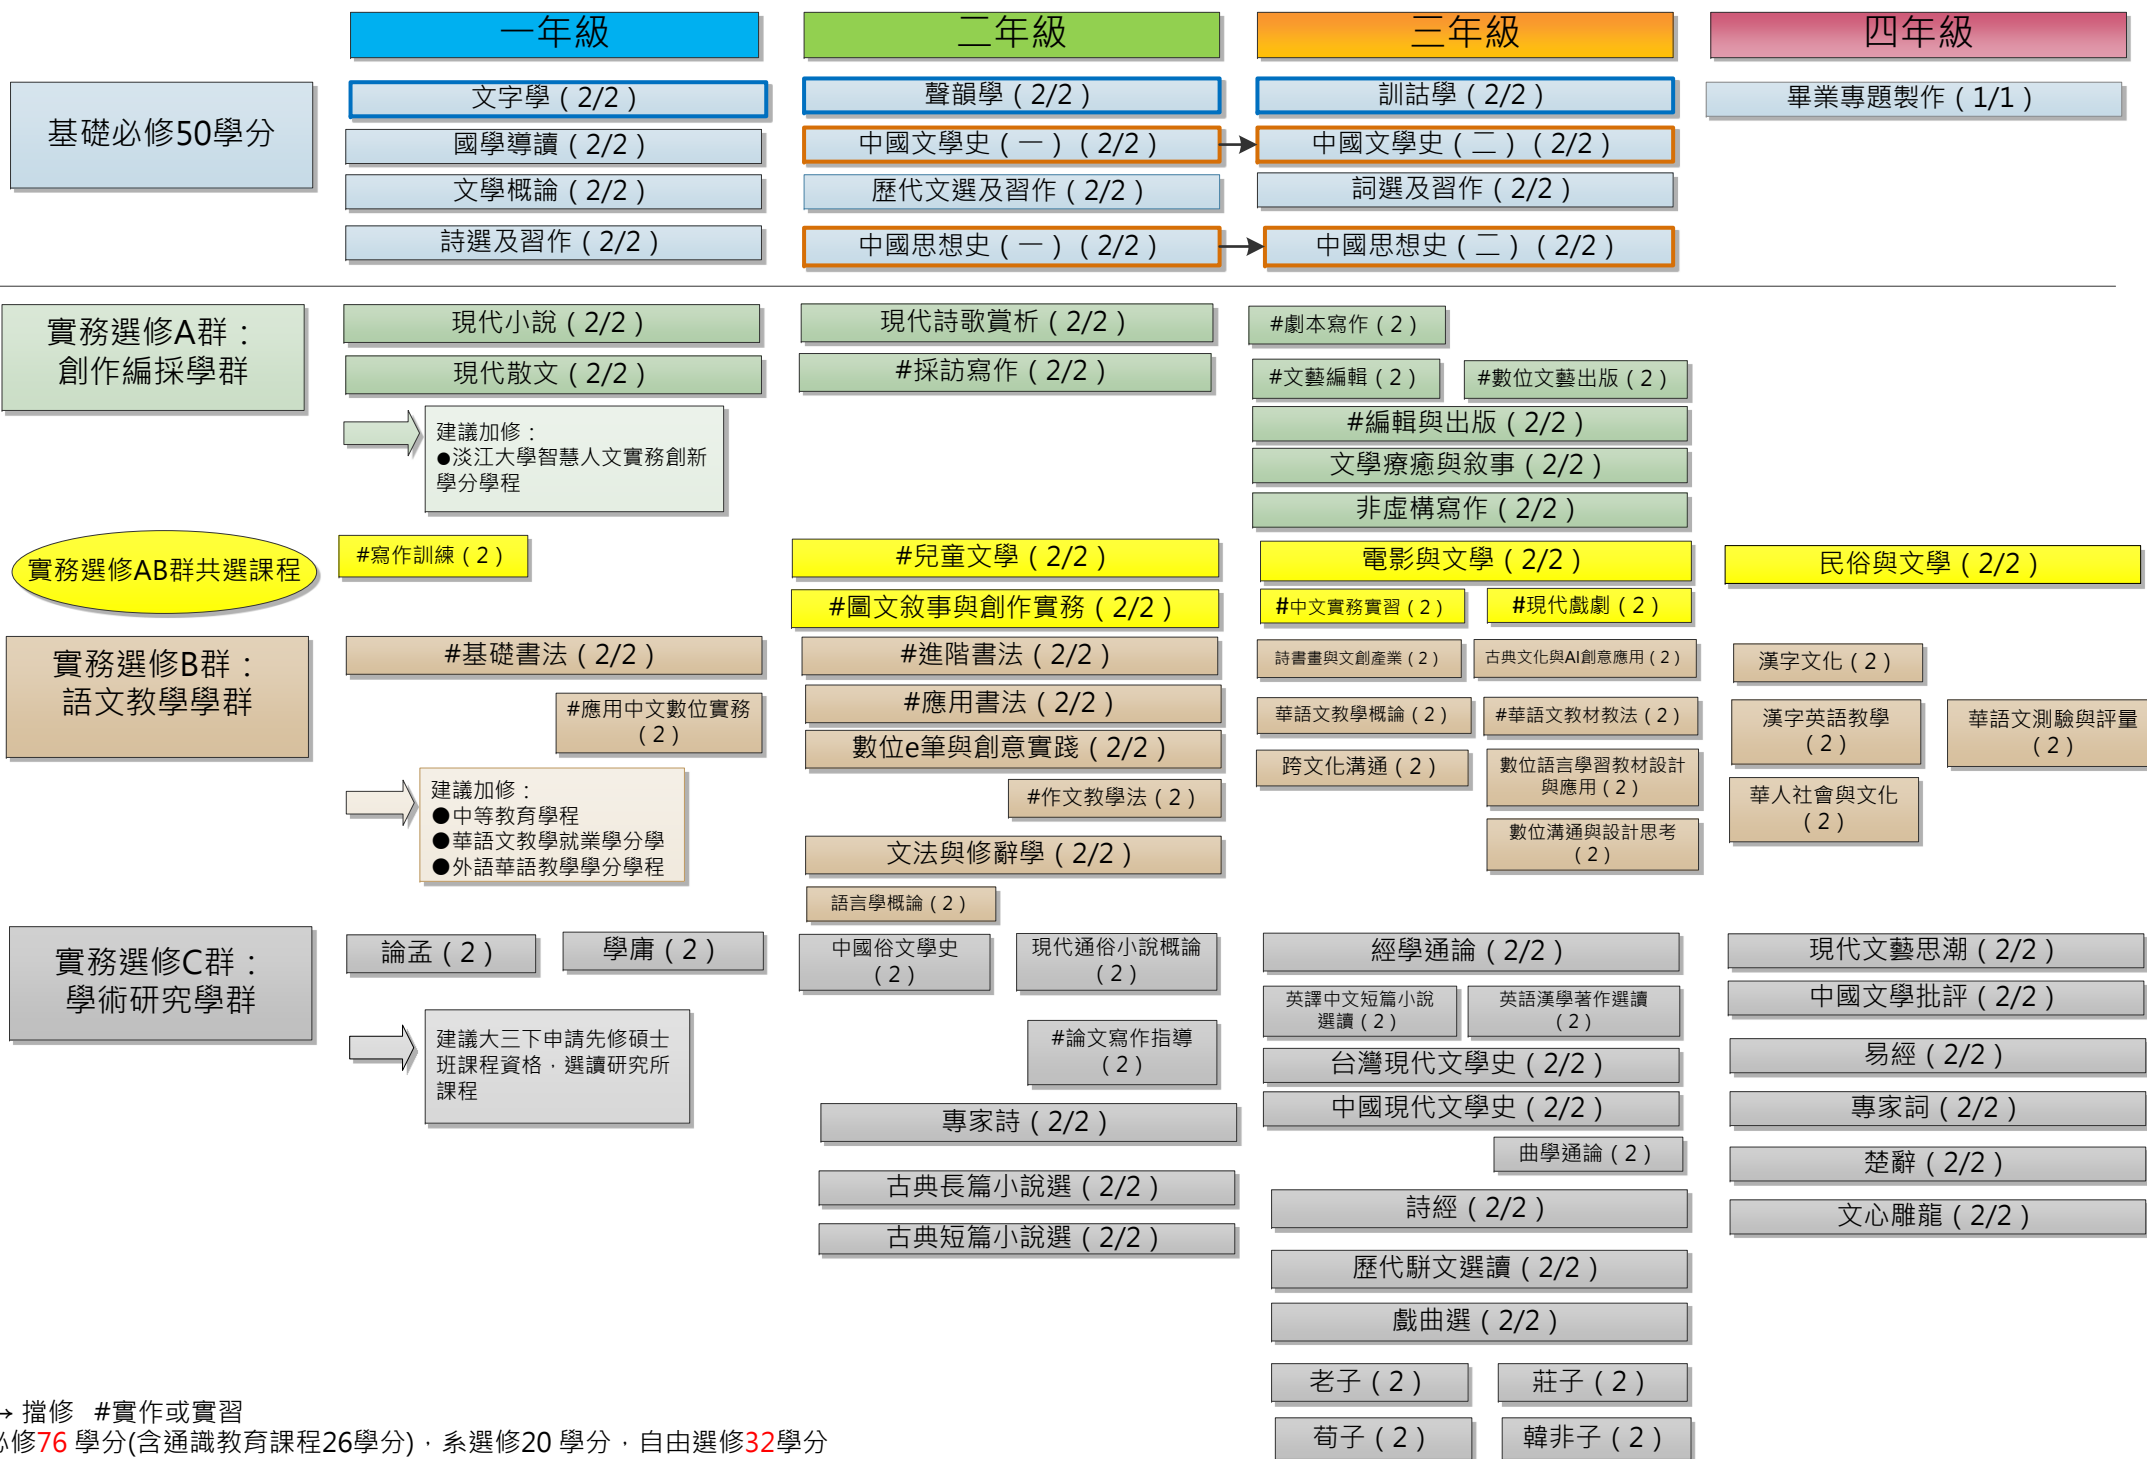 一年級
二年級
三年級
四年級
基礎必修50學分
文字學（2/2）
聲韻學（2/2）
訓詁學（2/2）
畢業專題製作（1/1）
國學導讀（2/2）
中國文學史（一）（2/2）
中國文學史（二）（2/2）
文學概論（2/2）
歷代文選及習作（2/2）
詞選及習作（2/2）
詩選及習作（2/2）
中國思想史（一）（2/2）
中國思想史（二）（2/2）
實務選修A群：
創作編採學群
現代小說（2/2）
現代詩歌賞析（2/2）
#劇本寫作（2）
現代散文（2/2）
#採訪寫作（2/2）
#文藝編輯（2）
#數位文藝出版（2）
建議加修：
●淡江大學智慧人文實務創新
學分學程
#編輯與出版（2/2）
文學療癒與敘事（2/2）
非虛構寫作（2/2）
實務選修AB群共選課程
#寫作訓練（2）
#兒童文學（2/2）
電影與文學（2/2）
民俗與文學（2/2）
#圖文敘事與創作實務（2/2）
#中文實務實習（2）
#現代戲劇（2）
實務選修B群：
語文教學學群
#基礎書法（2/2）
#進階書法（2/2）
詩書畫與文創產業（2）
古典文化與AI創意應用（2）
漢字文化（2）
#應用中文數位實務
（2）
#應用書法（2/2）
華語文教學概論（2）
#華語文教材教法（2）
漢字英語教學
（2）
華語文測驗與評量
（2）
數位e筆與創意實踐（2/2）
跨文化溝通（2）
數位語言學習教材設計
與應用（2）
建議加修：
●中等教育學程
●華語文教學就業學分學
●外語華語教學學分學程
#作文教學法（2）
華人社會與文化
（2）
文法與修辭學（2/2）
數位溝通與設計思考
（2）
語言學概論（2）
實務選修C群：
學術研究學群
論孟（2）
學庸（2）
中國俗文學史
（2）
現代通俗小說概論
（2）
經學通論（2/2）
現代文藝思潮（2/2）
英譯中文短篇小說
選讀（2）
英語漢學著作選讀
（2）
中國文學批評（2/2）
建議大三下申請先修碩士
班課程資格，選讀研究所
課程
#論文寫作指導
（2）
台灣現代文學史（2/2）
易經（2/2）
專家詩（2/2）
中國現代文學史（2/2）
專家詞（2/2）
曲學通論（2）
楚辭（2/2）
古典長篇小說選（2/2）
詩經（2/2）
文心雕龍（2/2）
古典短篇小說選（2/2）
歷代駢文選讀（2/2）
戲曲選（2/2）
老子（2）
莊子（2）
荀子（2）
韓非子（2）
→ 擋修 #實作或實習
必修76 學分(含通識教育課程26學分)，系選修20 學分，自由選修32學分